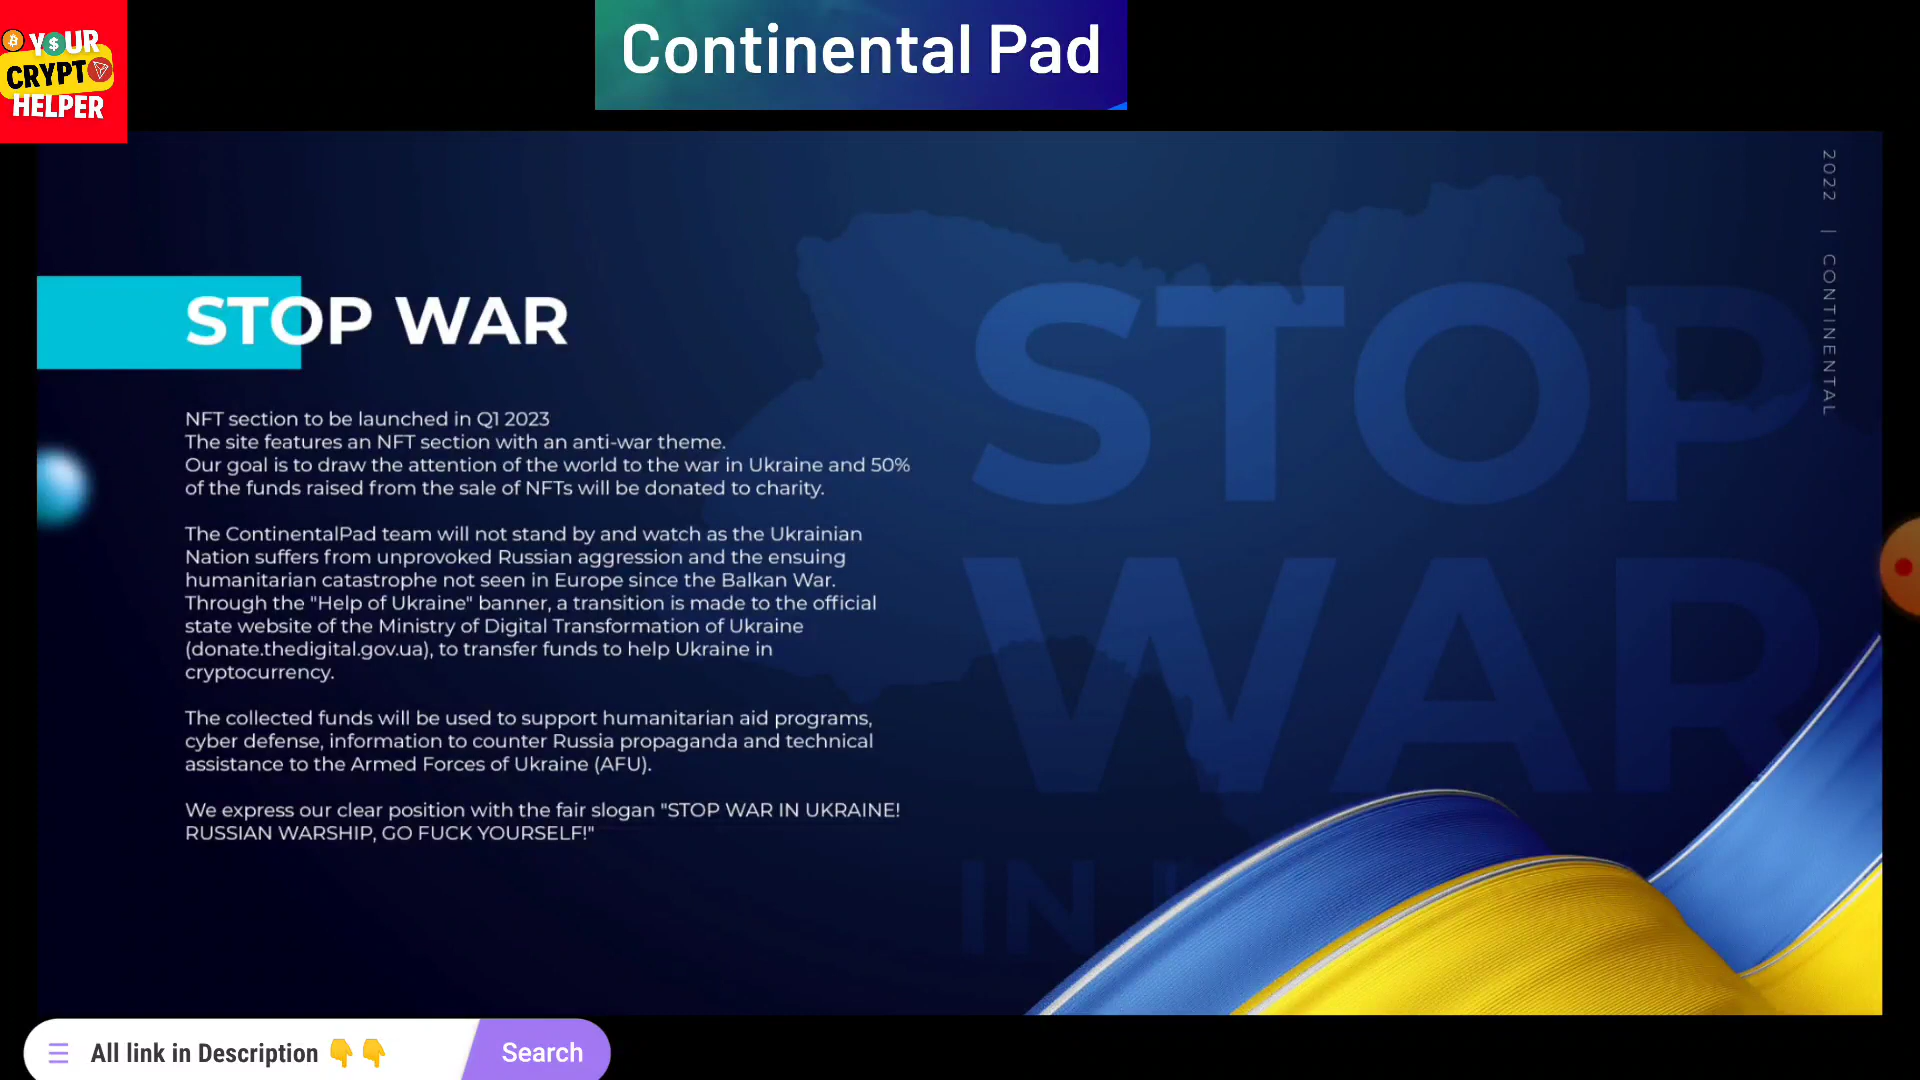 Y$UR
CRYPT
HELPER
Continental Pad
2022 | CONTINENTAL
STOP WAR
NFT section to be launched in Q1 2023
The site features an NFT section with an anti-war theme.
Our goal is to draw the attention of the world to the war in Ukraine and 50%
of the funds raised from the sale of NFTs will be donated to charity.
The ContinentalPad team will not stand by and watch as the Ukrainian
Nation suffers from unprovoked Russian aggression and the ensuing
humanitarian catastrophe not seen in Europe since the Balkan War.
Through the "Help of Ukraine" banner, a transition is made to the official
state website of the Ministry of Digital Transformation of Ukraine
(donate.thedigital.gov.ua), to transfer funds to help Ukraine in
cryptocurrency.
The collected funds will be used to support humanitarian aid programs,
cyber defense, information to counter Russia propaganda and technical
assistance to the Armed Forces of Ukraine (AFU).
We express our clear position with the fair slogan "STOP WAR IN UKRAINE!
RUSSIAN WARSHIP, GO FUCK YOURSELF!"
STOP
WAR
IN
All link in Description 👇👇
Search